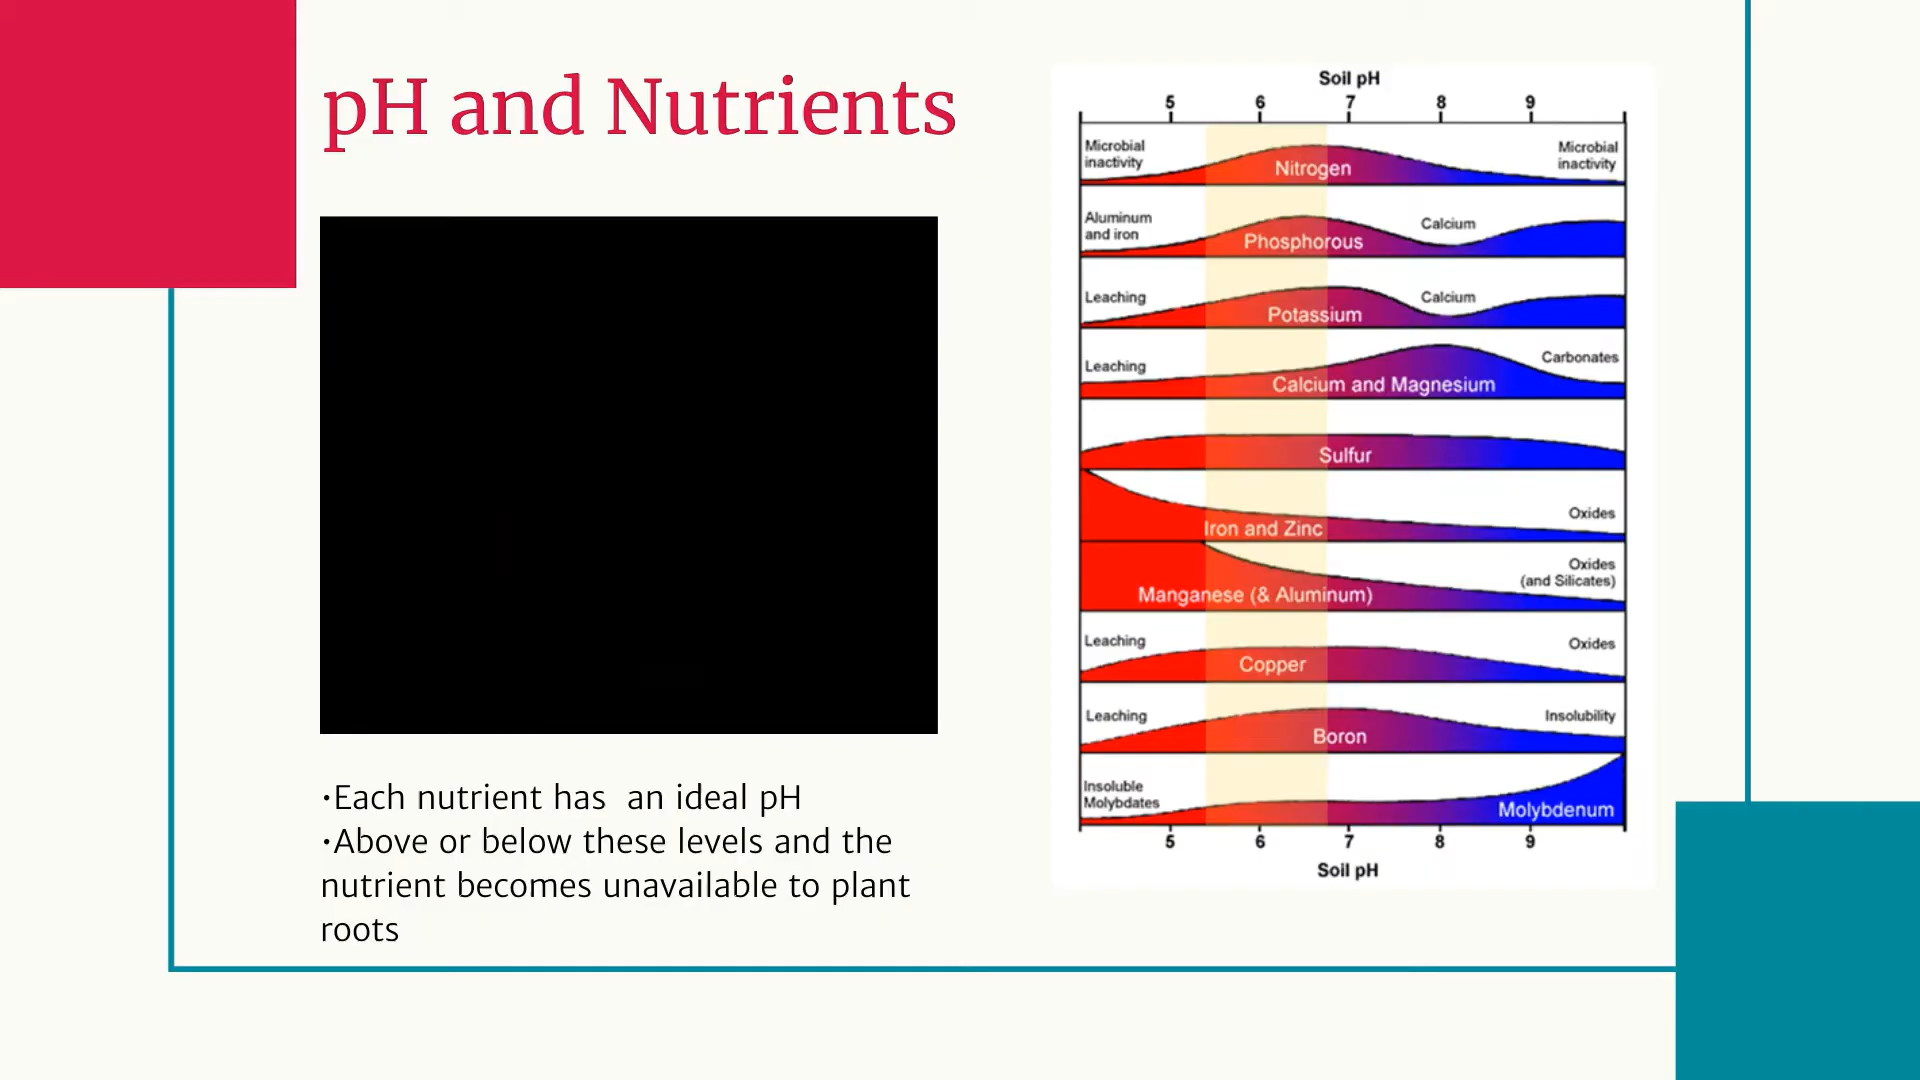 pH and Nutrients
•Each nutrient has  an ideal pH
•Above or below these levels and the
nutrient becomes unavailable to plant
roots
Soil pH
5 6 7 8 9
Microbial
inactivity
Nitrogen
Microbial
inactivity
Aluminum
and iron
Phosphorous
Calcium
Leaching
Potassium
Calcium
Leaching
Calcium and Magnesium
Carbonates
Sulfur
Iron and Zinc
Oxides
Manganese (& Aluminum)
Oxides
(and Silicates)
Leaching
Copper
Oxides
Leaching
Boron
Insolubility
Insoluble
Molybdates
Molybdenum
5 6 7 8 9
Soil pH